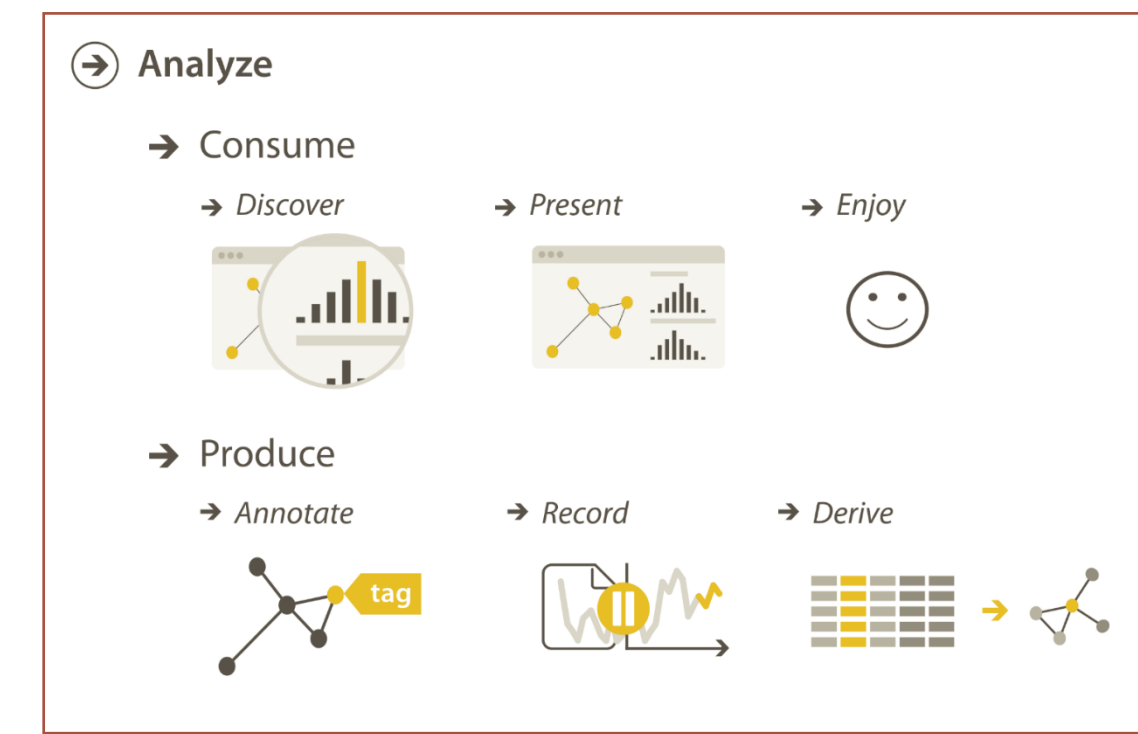 Analyze
Consume
Discover
Present
Enjoy
Produce
Annotate
Record
Derive
tag